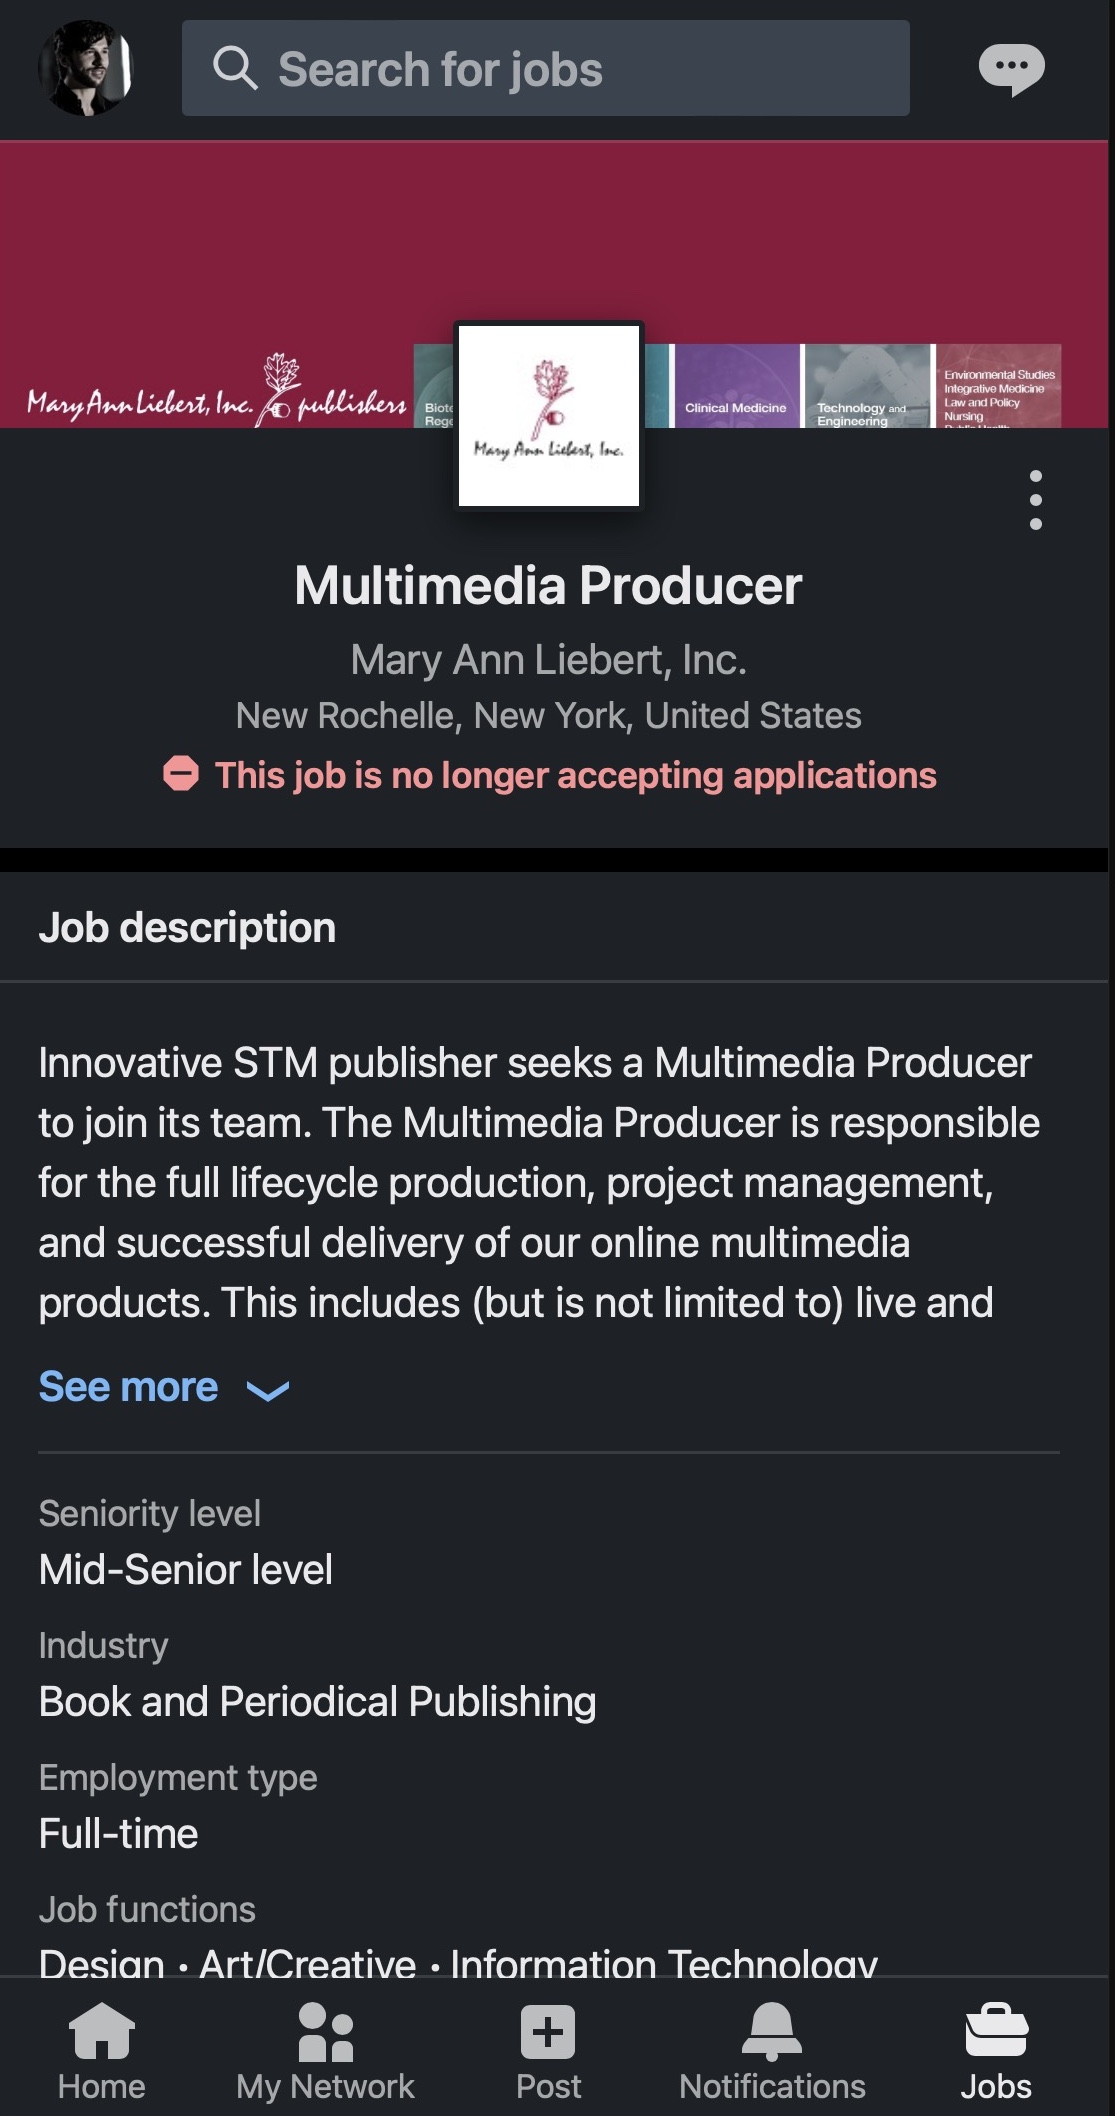 Search for jobs
Mary Ann Liebert, Inc. publishers
Clinical Medicine
Technology and
Engineering
Environmental Studies
Integrative Medicine
Law and Policy
Nursing
Mary Ann Liebert, Inc.
Multimedia Producer
Mary Ann Liebert, Inc.
New Rochelle, New York, United States
This job is no longer accepting applications
Job description
Innovative STM publisher seeks a Multimedia Producer
to join its team. The Multimedia Producer is responsible
for the full lifecycle production, project management,
and successful delivery of our online multimedia
products. This includes (but is not limited to) live and
See more
Seniority level
Mid-Senior level
Industry
Book and Periodical Publishing
Employment type
Full-time
Job functions
Design • Art/Creative • Information Technology
Home
My Network
Post
Notifications
Jobs